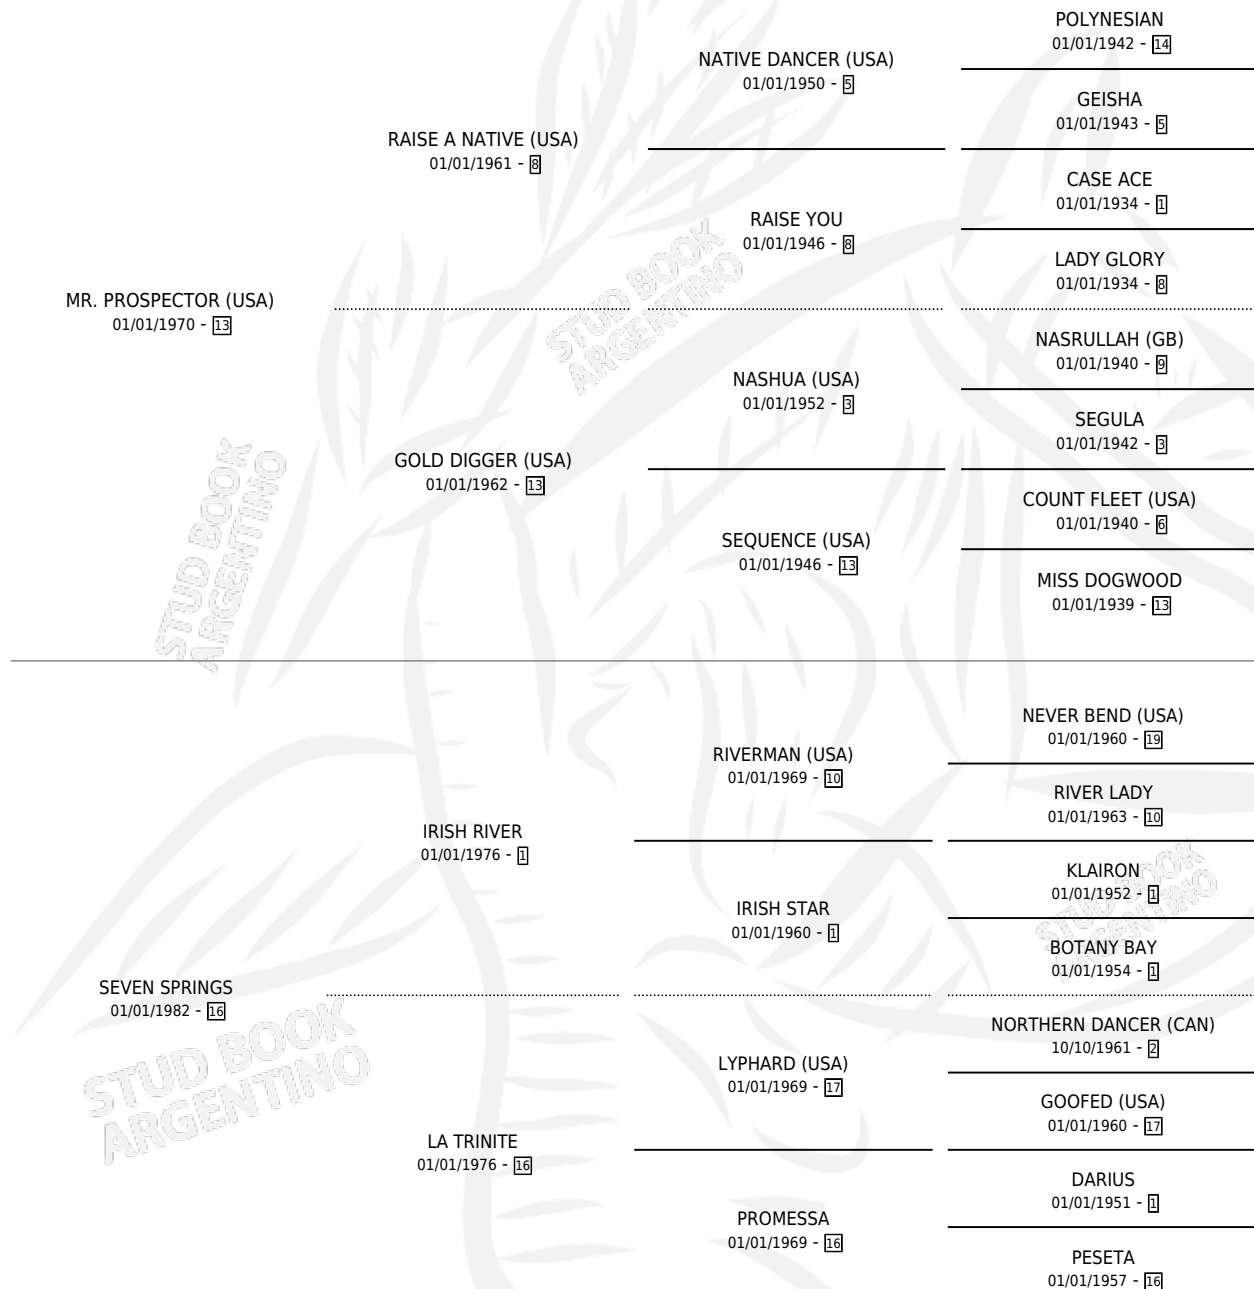 POLYNESIAN
01/01/1942 - 14
NATIVE DANCER (USA)
01/01/1950 - 5
GEISHA
01/01/1943 - 5
RAISE A NATIVE (USA)
01/01/1961 - 8
CASE ACE
01/01/1934 - 1
RAISE YOU
01/01/1946 - 8
LADY GLORY
01/01/1934 - 8
MR. PROSPECTOR (USA)
01/01/1970 - 13
NASRULLAH (GB)
01/01/1940 - 9
NASHUA (USA)
01/01/1952 - 3
SEGULA
01/01/1942 - 3
GOLD DIGGER (USA)
01/01/1962 - 13
COUNT FLEET (USA)
01/01/1940 - 6
SEQUENCE (USA)
01/01/1946 - 13
MISS DOGWOOD
01/01/1939 - 13
NEVER BEND (USA)
01/01/1960 - 19
RIVERMAN (USA)
01/01/1969 - 10
RIVER LADY
01/01/1963 - 10
IRISH RIVER
01/01/1976 - 1
KLAIRON
01/01/1952 - 1
IRISH STAR
01/01/1960 - 1
BOTANY BAY
01/01/1954 - 1
SEVEN SPRINGS
01/01/1982 - 16
NORTHERN DANCER (CAN)
10/10/1961 - 2
LYPHARD (USA)
01/01/1969 - 17
GOOFED (USA)
01/01/1960 - 17
LA TRINITE
01/01/1976 - 16
DARIUS
01/01/1951 - 1
PROMESSA
01/01/1969 - 16
PESETA
01/01/1957 - 16
STUD BOOK
ARGENTINO
STUD BOOK
ARGENTINO
STUD BOOK
ARGENTINO
STUD BOOK
ARGENTINO